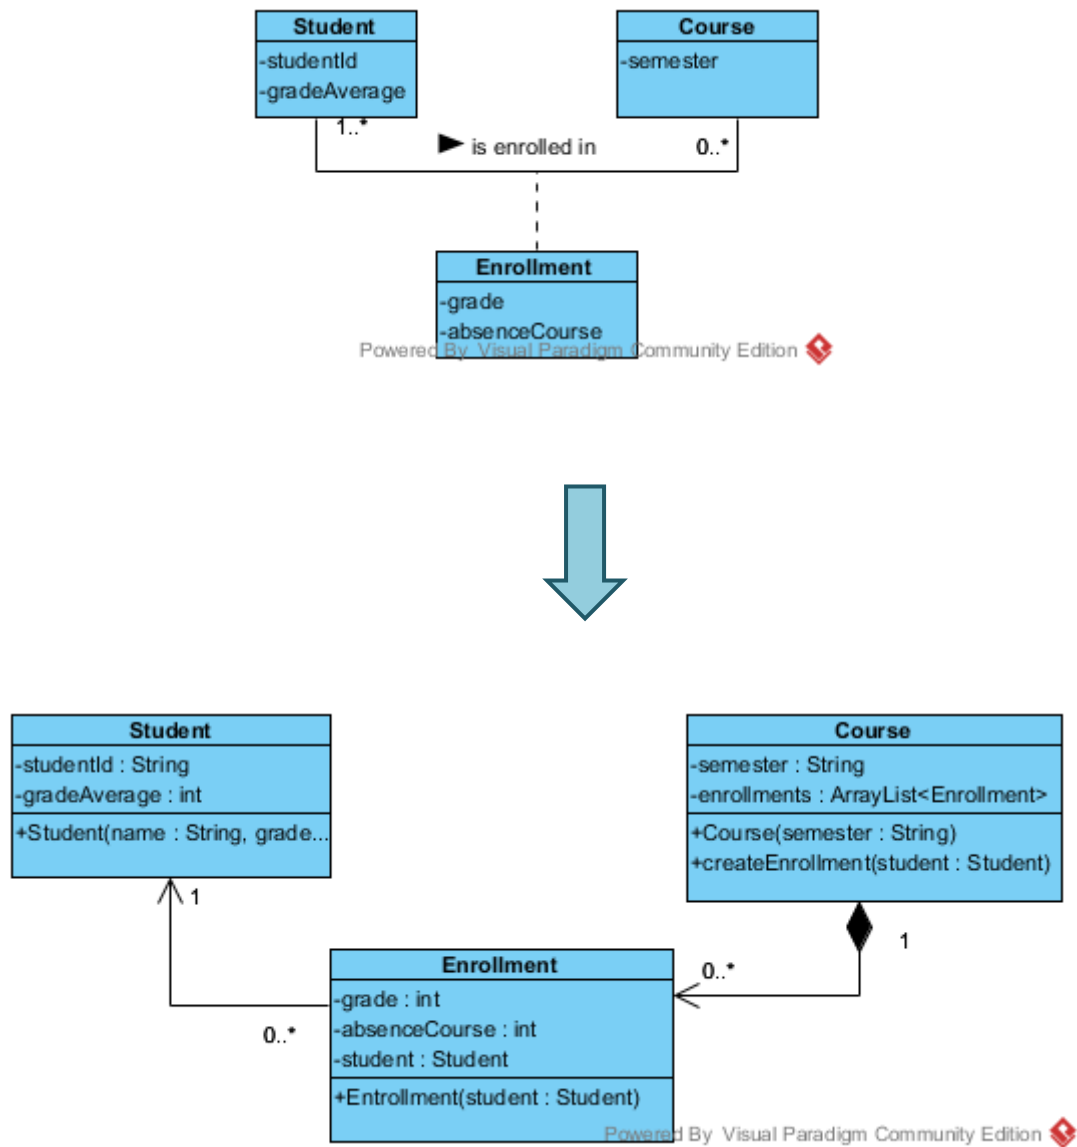 Student
-studentId
-gradeAverage
Course
-semester
1..*
is enrolled in
0..*
Enrollment
-grade
-absenceCourse
Powered By Visual Paradigm Community Edition
Student
-studentId : String
-gradeAverage : int
+Student(name : String, grade...
Course
-semester : String
-enrollments : ArrayList<Enrollment>
+Course(semester : String)
+createEnrollment(student : Student)
1
1
0..*
0..*
Enrollment
-grade : int
-absenceCourse : int
-student : Student
+Entrollment(student : Student)
Powered By Visual Paradigm Community Edition